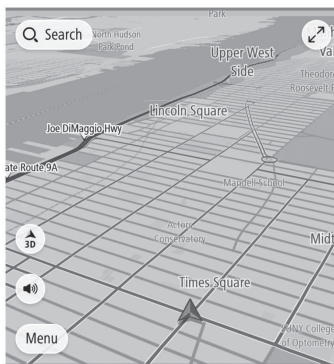 Park
Search
North Hudson
Park Pond
Upper West
Side
Theodore
Roosevelt
Lincoln Square
Joe DiMaggio Hwy
ate Route 9A
Mandell School
Actors
Conservatory
3D
Midt
Times Square
Menu
SUNY College
of Optometry